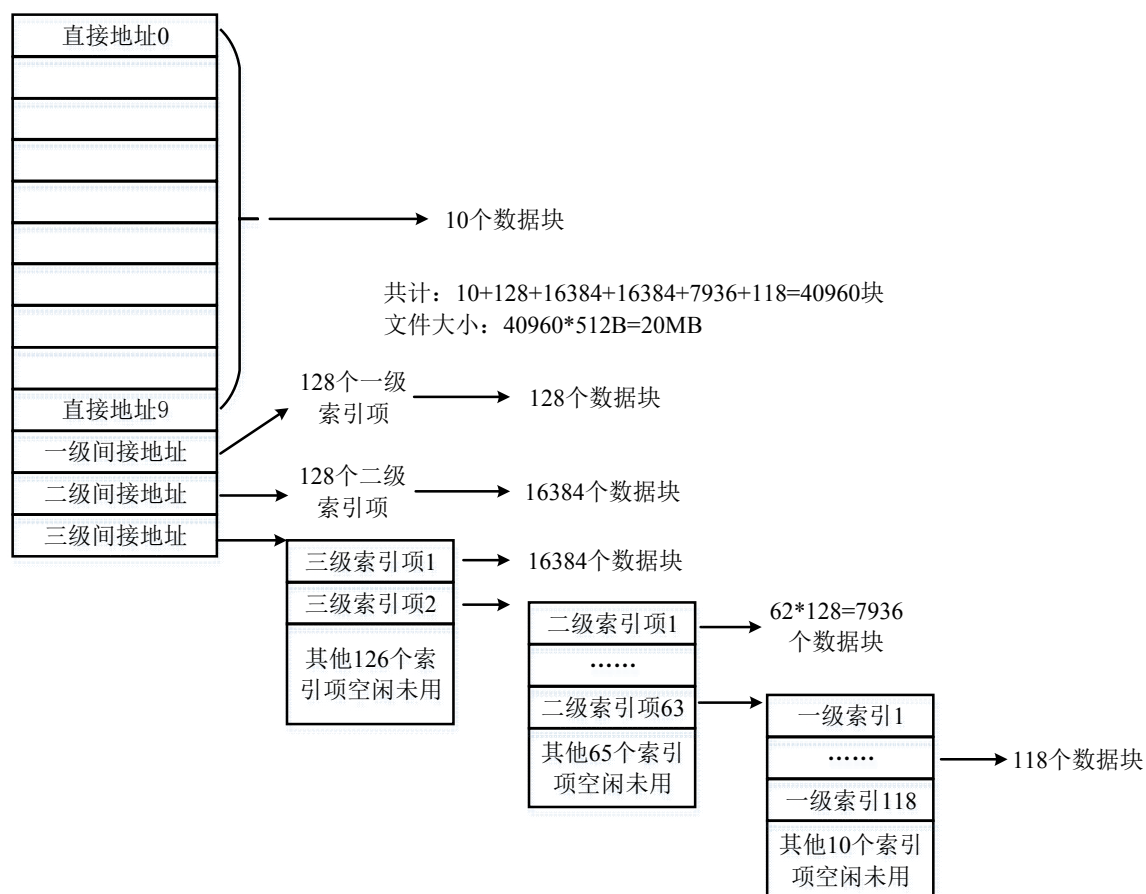 直接地址0
10个数据块
共计：10+128+16384+16384+7936+118=40960块
文件大小：40960*512B=20MB
直接地址9
一级间接地址
二级间接地址
三级间接地址
128个一级
索引项
128个数据块
128个二级
索引项
16384个数据块
三级索引项1
三级索引项2
其他126个索
引项空闲未用
16384个数据块
二级索引项1
······
二级索引项63
其他65个索引
项空闲未用
62*128=7936
个数据块
一级索引1
······
一级索引118
其他10个索引
项空闲未用
118个数据块